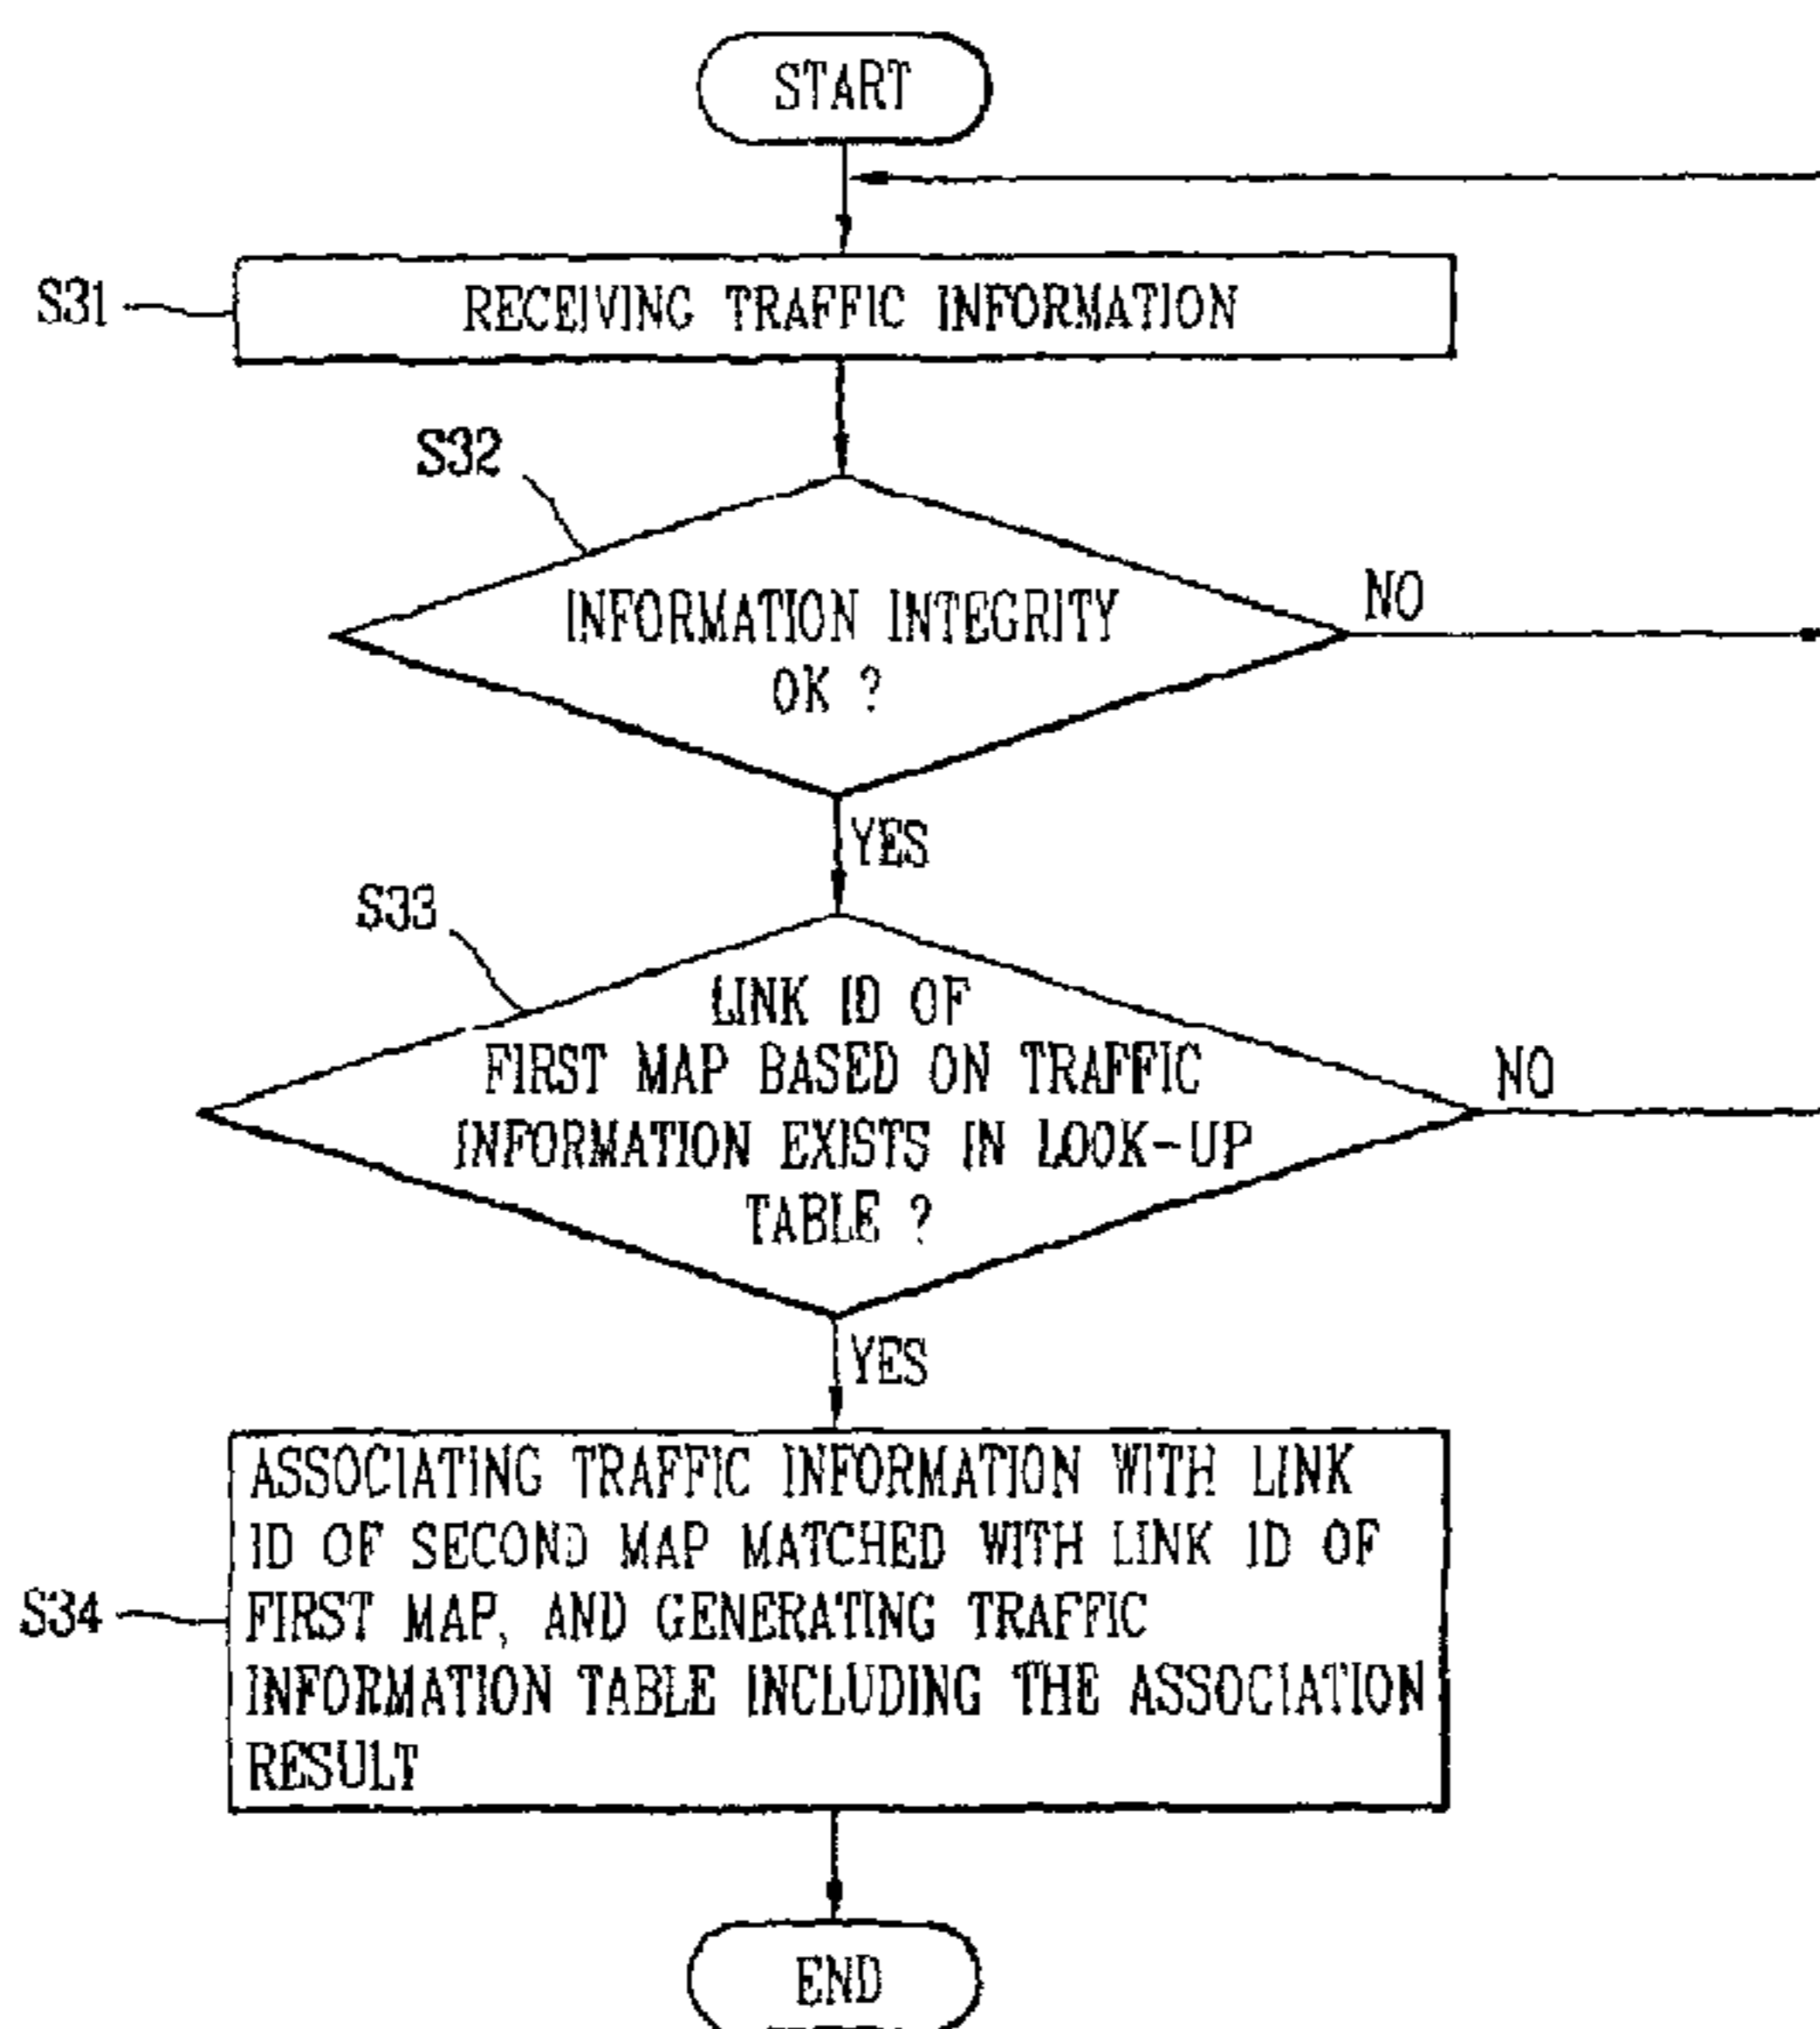 START
S31
RECEIVING TRAFFIC INFORMATION
S32
INFORMATION INTEGRITY
OK ?
NO
YES
S33
LINK ID OF
FIRST MAP BASED ON TRAFFIC
INFORMATION EXISTS IN LOOK-UP
TABLE ?
NO
YES
S34
ASSOCIATING TRAFFIC INFORMATION WITH LINK
ID OF SECOND MAP MATCHED WITH LINK ID OF
FIRST MAP, AND GENERATING TRAFFIC
INFORMATION TABLE INCLUDING THE ASSOCIATION
RESULT
END